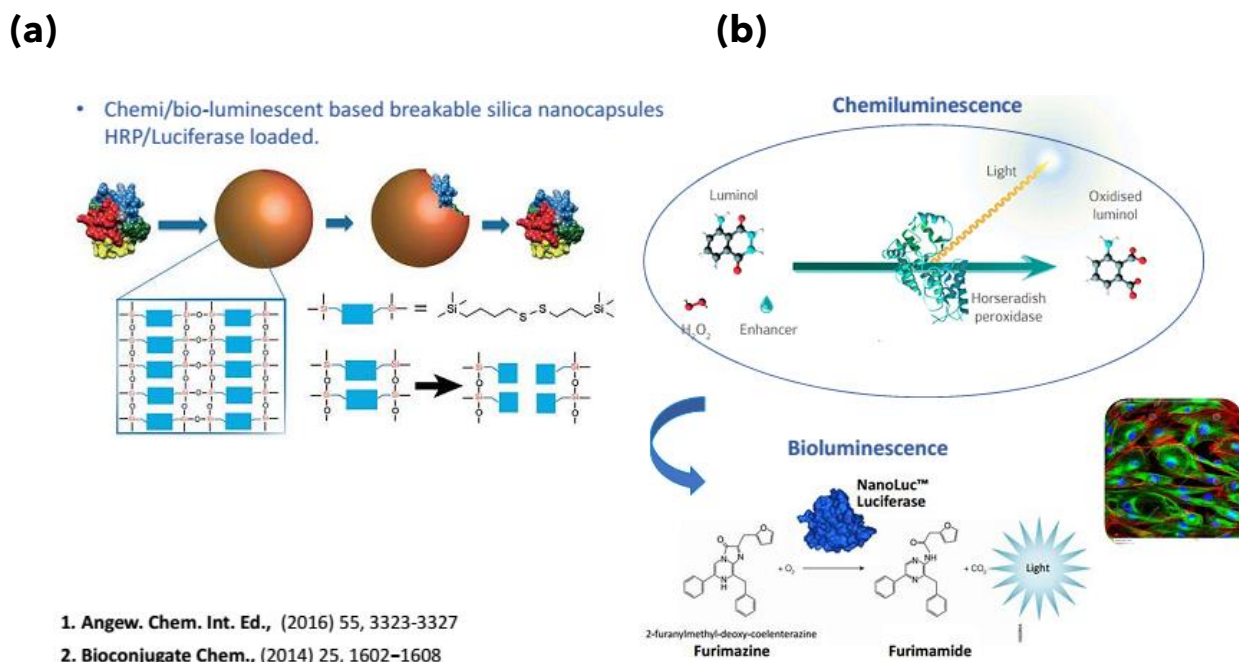 (a)
• Chemi/bio-luminescent based breakable silica nanocapsules
HRP/Luciferase loaded.
=
Si Si
S-S
1. Angew. Chem. Int. Ed., (2016) 55, 3323-3327
2. Bioconjugate Chem., (2014) 25, 1602–1608
(b)
Chemiluminescence
Light
Luminol
Oxidised
luminol
Horseradish
peroxidase
H₂O₂
Enhancer
Bioluminescence
NanoLuc™
Luciferase
+ O₂
+ CO₂
Light
2-furanylmethyl-deoxy-coelenterazine
Furimazine
Furimamide